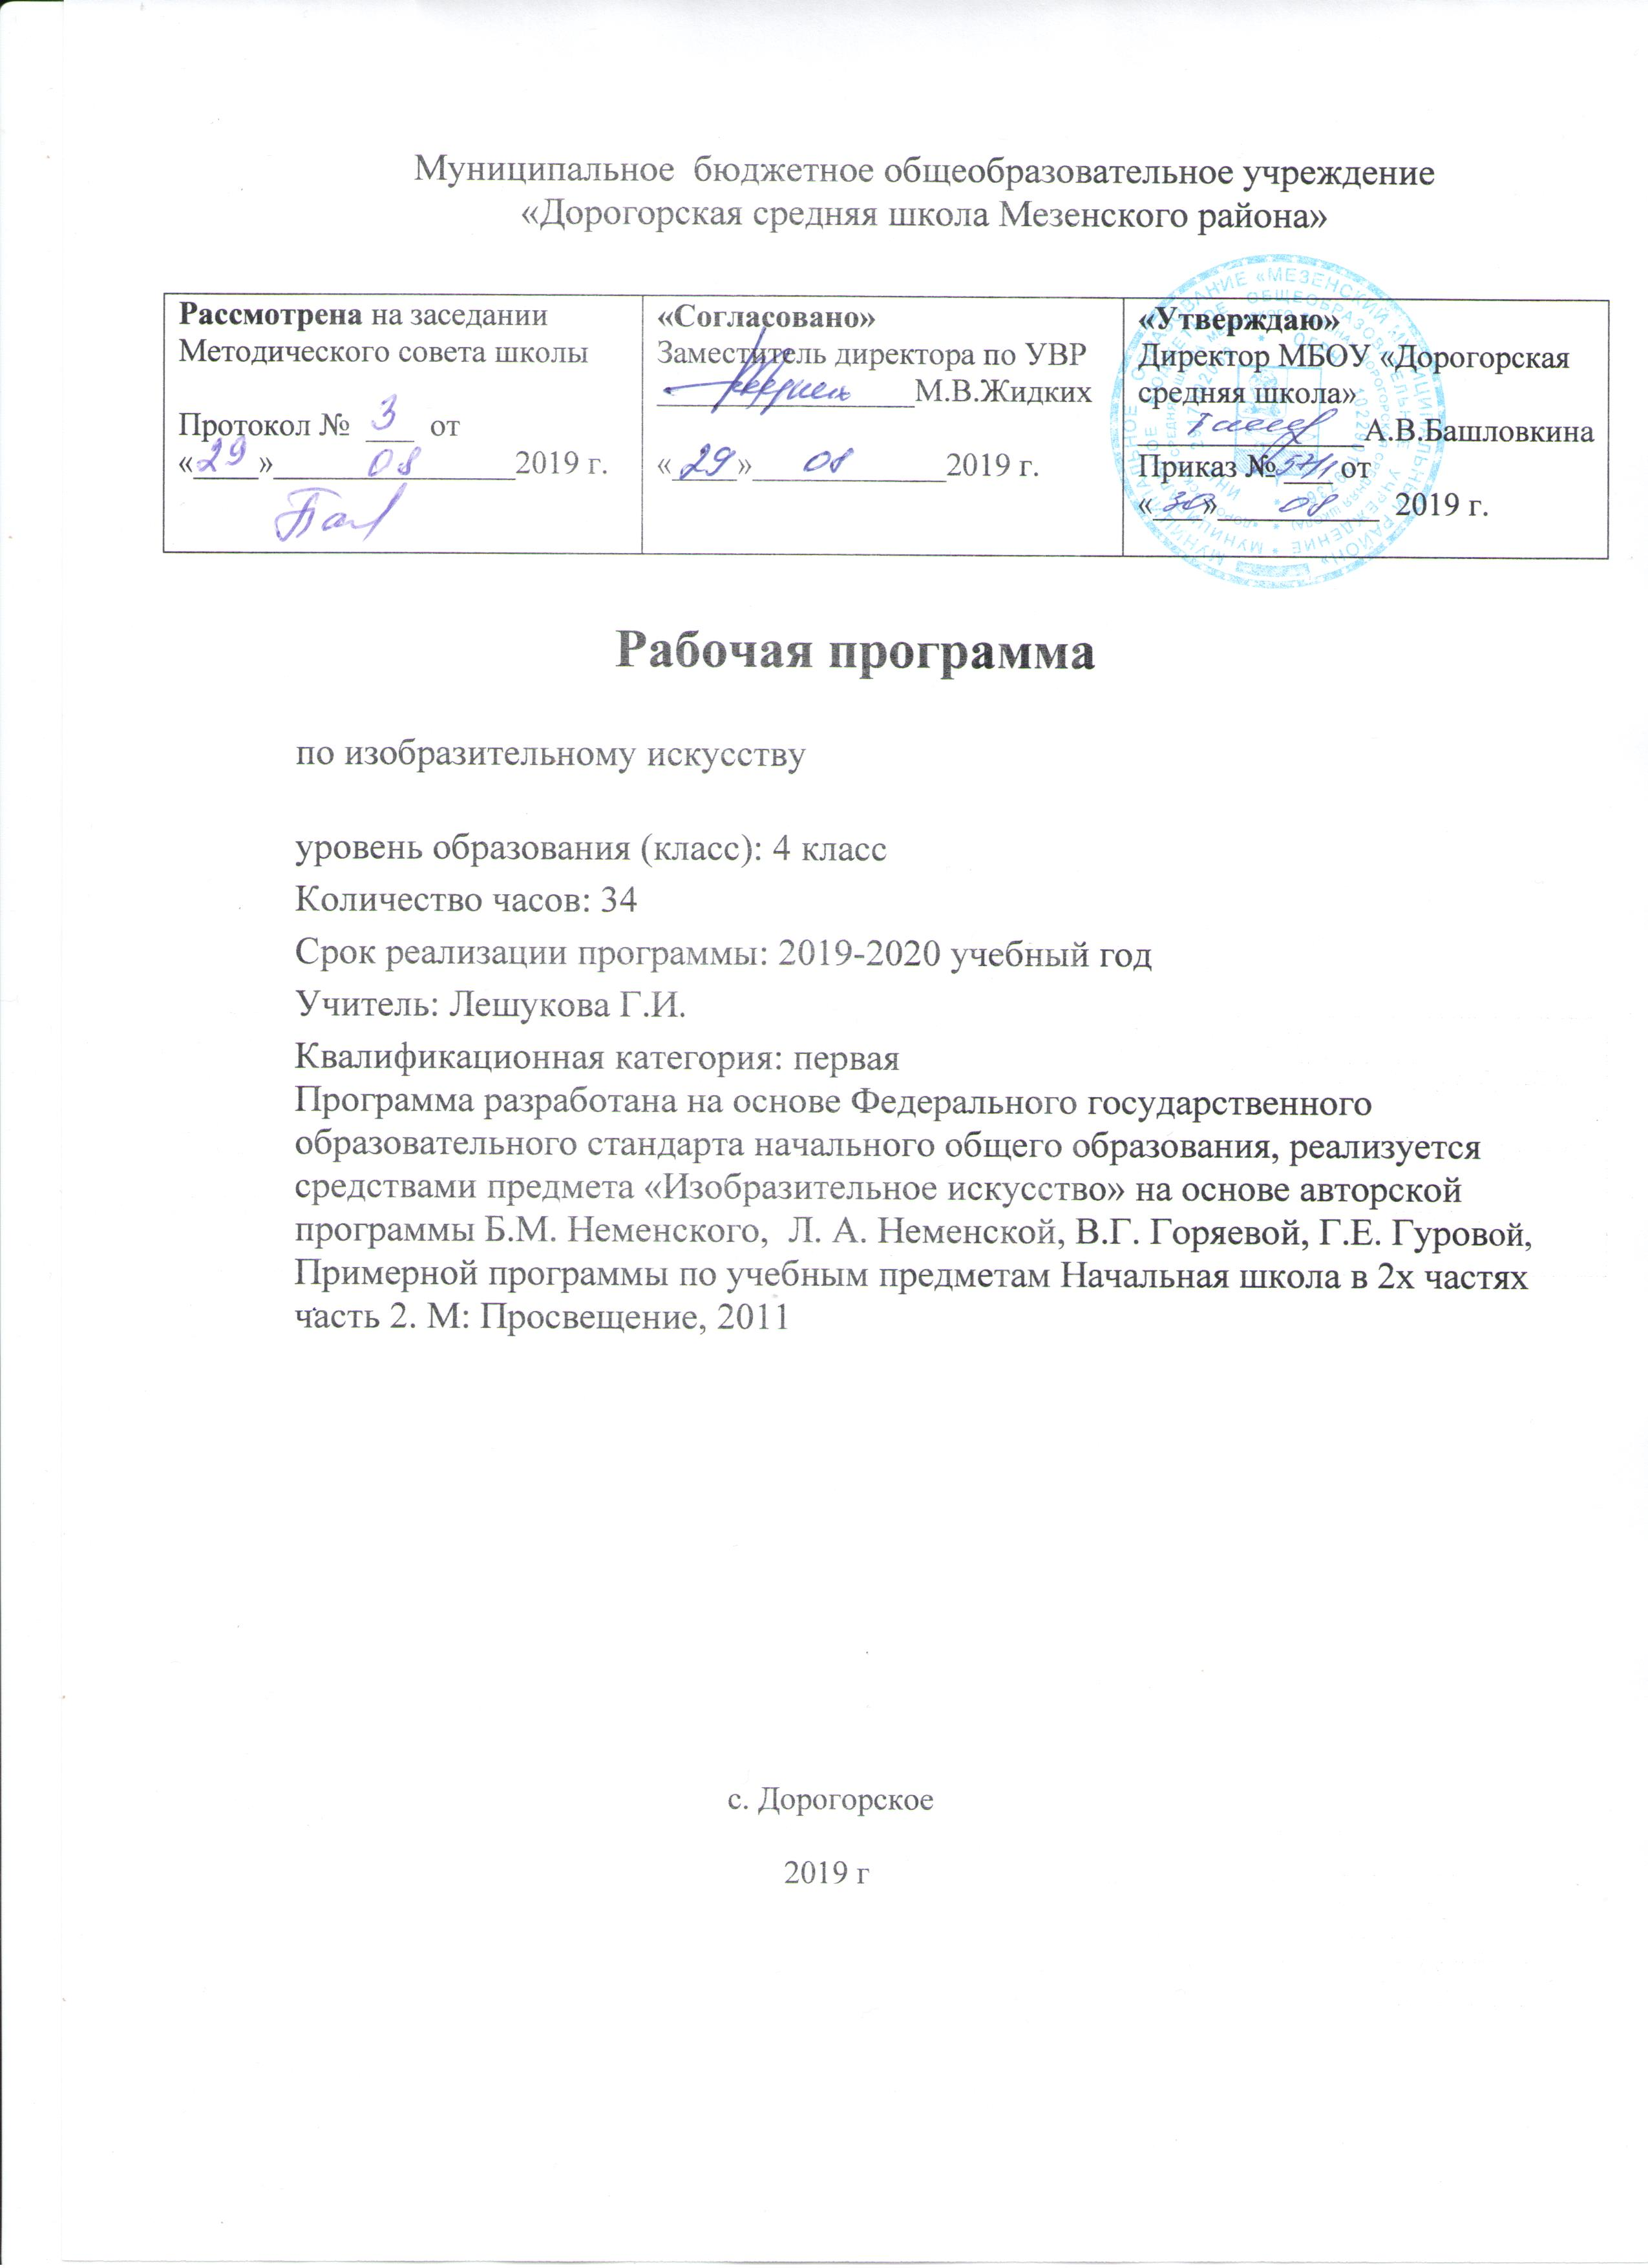 Муниципальное  бюджетное общеобразовательное учреждение
«Дорогорская средняя школа Мезенского района»
Рассмотрена на заседании
Методического совета школы
Протокол № 3 от
«29» 08 2019 г.
«Согласовано»
Заместитель директора по УВР
М.В.Жидких
«29» 08 2019 г.
«Утверждаю»
Директор МБОУ «Дорогорская
средняя школа»
А.В.Башловкина
Приказ № 57/1 от
«30» 08 2019 г.
Рабочая программа
по изобразительному искусству
уровень образования (класс): 4 класс
Количество часов: 34
Срок реализации программы: 2019-2020 учебный год
Учитель: Лешукова Г.И.
Квалификационная категория: первая
Программа разработана на основе Федерального государственного
образовательного стандарта начального общего образования, реализуется
средствами предмета «Изобразительное искусство» на основе авторской
программы Б.М. Неменского,  Л. А. Неменской, В.Г. Горяевой, Г.Е. Гуровой,
Примерной программы по учебным предметам Начальная школа в 2х частях
часть 2. М: Просвещение, 2011
с. Дорогорское
2019 г